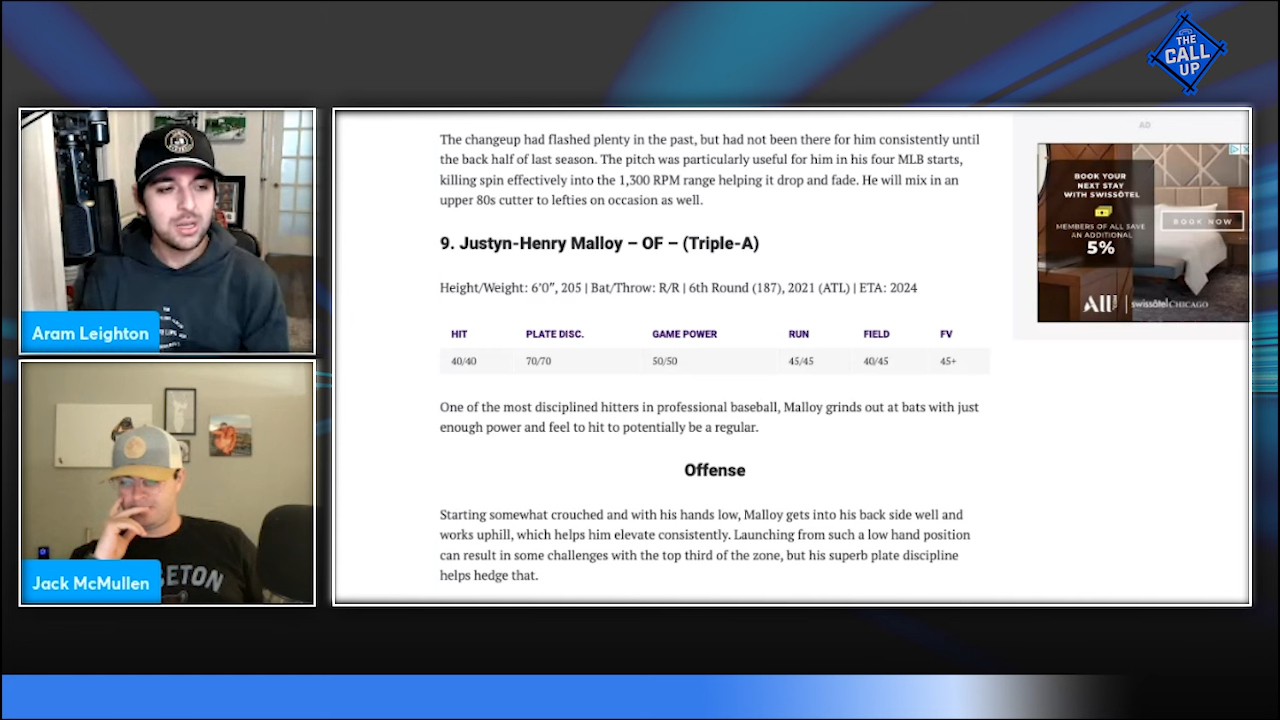 THE
CALL
UP
The changeup had flashed plenty in the past, but had not been there for him consistently until
the back half of last season. The pitch was particularly useful for him in his four MLB starts,
killing spin effectively into the 1,300 RPM range helping it drop and fade. He will mix in an
upper 80s cutter to lefties on occasion as well.
9. Justyn-Henry Malloy – OF – (Triple-A)
Height/Weight: 6'0″, 205 | Bat/Throw: R/R | 6th Round (187), 2021 (ATL) | ETA: 2024
HIT PLATE DISC. GAME POWER RUN FIELD FV
40/40 70/70 50/50 45/45 40/45 45+
One of the most disciplined hitters in professional baseball, Malloy grinds out at bats with just
enough power and feel to hit to potentially be a regular.
Offense
Starting somewhat crouched and with his hands low, Malloy gets into his back side well and
works uphill, which helps him elevate consistently. Launching from such a low hand position
can result in some challenges with the top third of the zone, but his superb plate discipline
helps hedge that.
AD
BOOK YOUR
NEXT STAY
WITH SWISSÔTEL
MEMBERS OF ALL SAVE
AN ADDITIONAL
5%
BOOK NOW
ALL
swissôtel CHICAGO
Aram Leighton
Jack McMullen
ETON